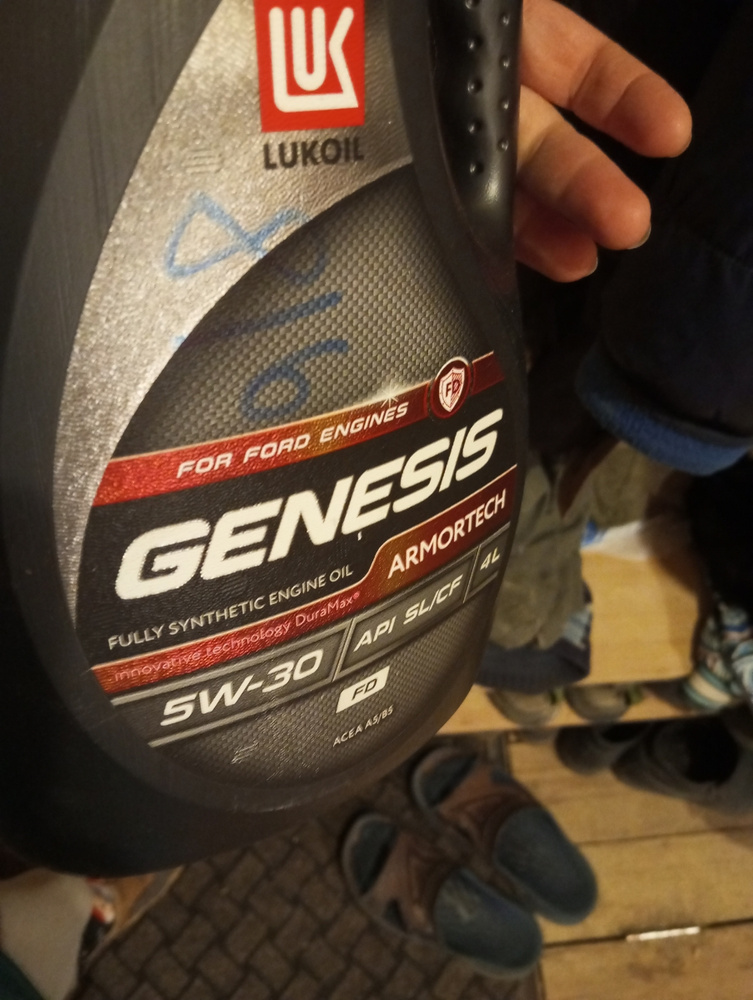 LUK
LUKOIL
918
FOR FORD ENGINES
FD
GENESIS
ARMORTECH
FULLY SYNTHETIC ENGINE OIL
innovative technology DuraMax®
5W-30
API SL/CF
4L
FD
ACEA A5/B5